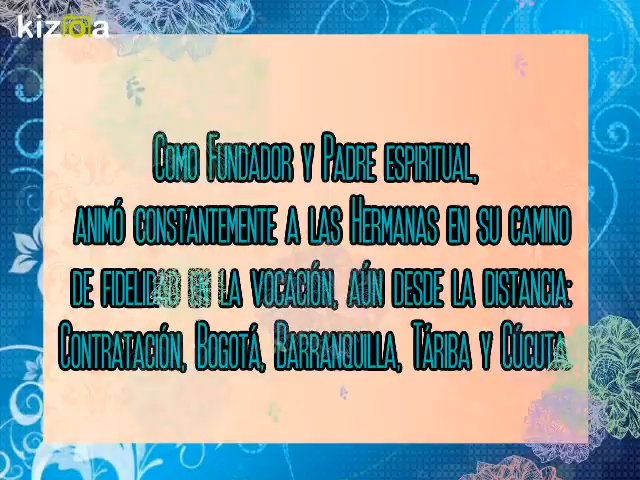 kizoa
Como Fundador y Padre espiritual,
animó constantemente a las Hermanas en su camino
de fidelidad en la vocación, aún desde la distancia:
Contratación, Bogotá, Barranquilla, Táriba y Cúcuta.